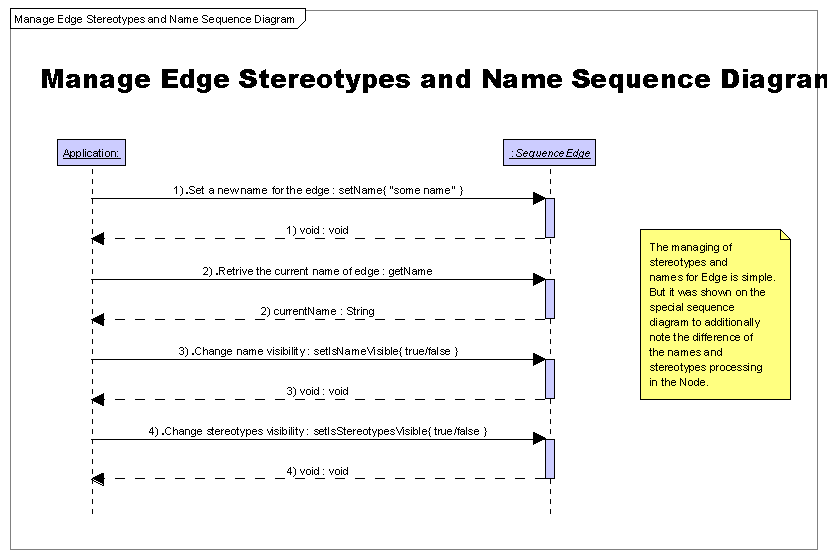 Manage Edge Stereotypes and Name Sequence Diagram
Manage Edge Stereotypes and Name Sequence Diagram
Application:
: SequenceEdge
1) .Set a new name for the edge : setName{ "some name" }
1) void : void
2) .Retrive the current name of edge : getName
2) currentName : String
3) .Change name visibility : setIsNameVisible{ true/false }
3) void : void
4) .Change stereotypes visibility : setIsStereotypesVisible{ true/false }
4) void : void
The managing of
stereotypes and
names for Edge is simple.
But it was shown on the
special sequence
diagram to additionally
note the difference of
the names and
stereotypes processing
in the Node.